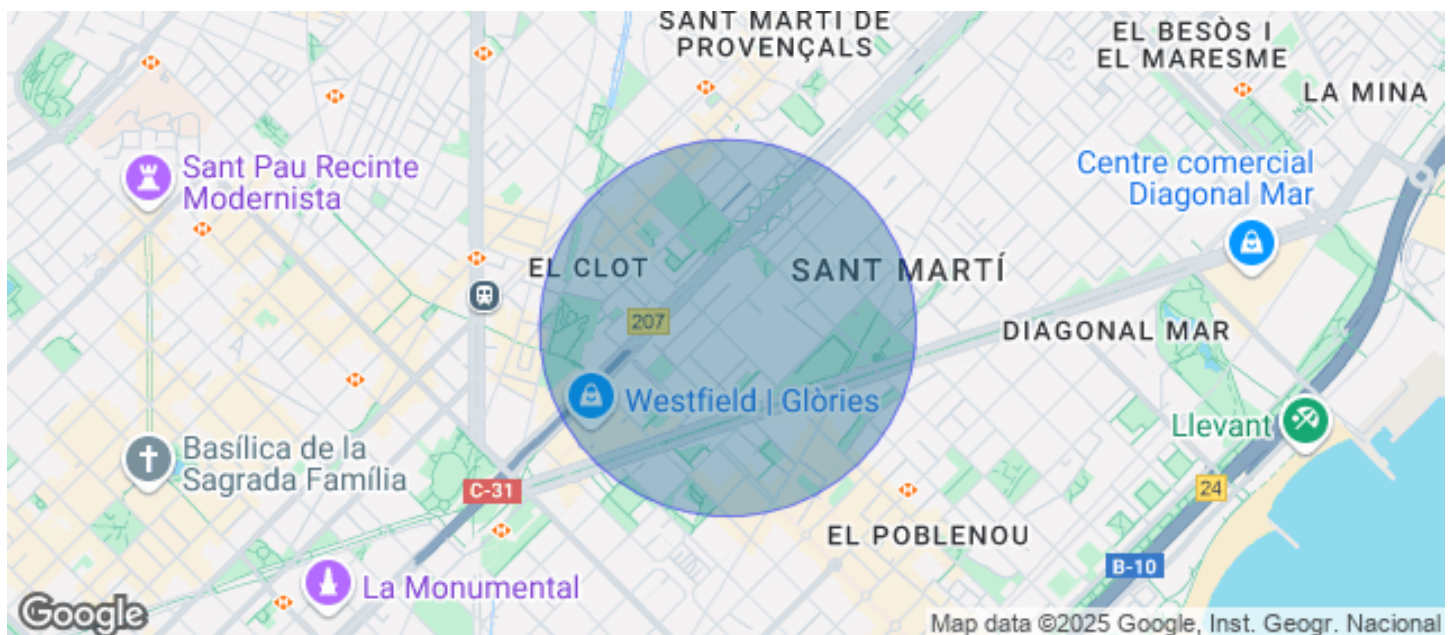 SANT MARTÍ DE
PROVENÇALS
EL BESÒS I
EL MARESME
LA MINA
Sant Pau Recinte
Modernista
Centre comercial
Diagonal Mar
EL CLOT
SANT MARTÍ
207
DIAGONAL MAR
Westfield | Glòries
Llevant
Basílica de la
Sagrada Família
C-31
24
EL POBLENOU
B-10
La Monumental
Google
Map data ©2025 Google, Inst. Geogr. Nacional